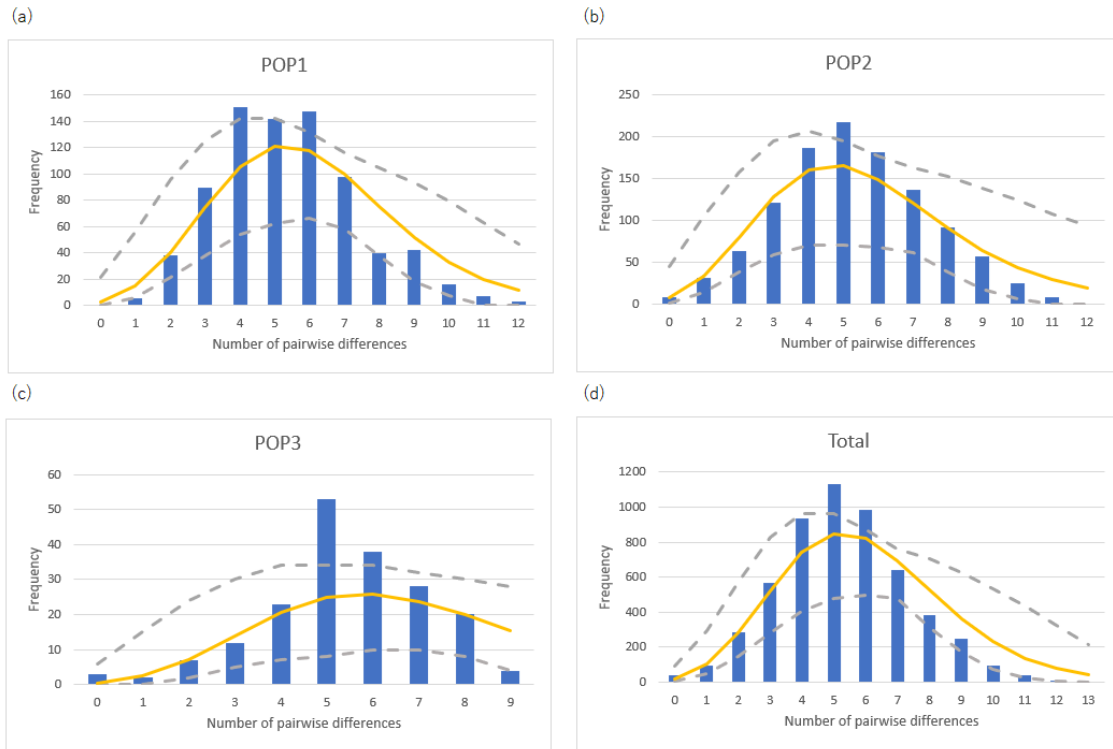 (a)
POP1
Frequency
160
140
120
100
80
60
40
20
0
0 1 2 3 4 5 6 7 8 9 10 11 12
Number of pairwise differences
(b)
POP2
Frequency
250
200
150
100
50
0
0 1 2 3 4 5 6 7 8 9 10 11 12
Number of pairwise differences
(c)
POP3
Frequency
60
50
40
30
20
10
0
0 1 2 3 4 5 6 7 8 9
Number of pairwise differences
(d)
Total
Frequency
1200
1000
800
600
400
200
0
0 1 2 3 4 5 6 7 8 9 10 11 12 13
Number of pairwise differences